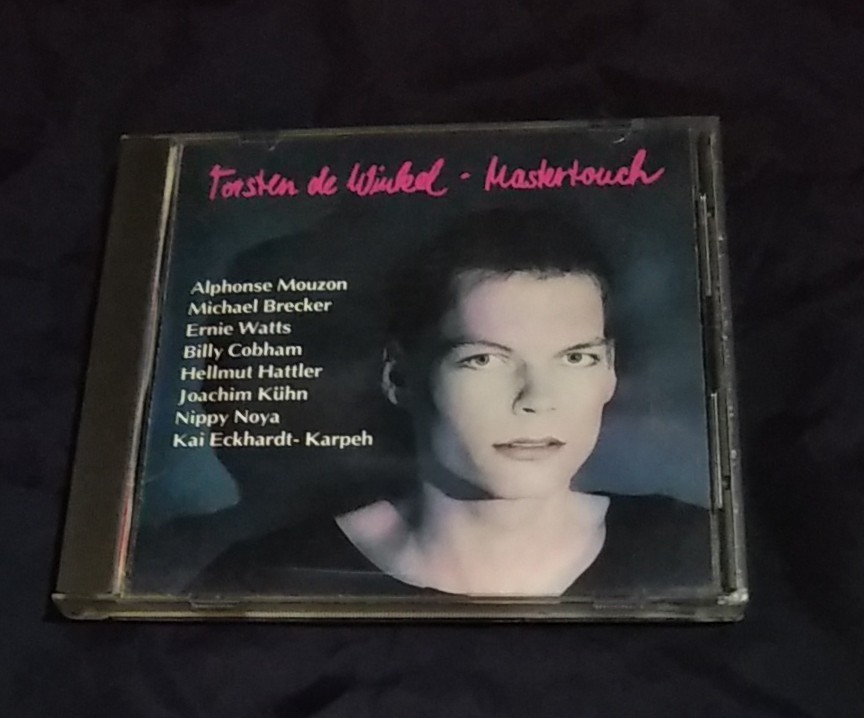 Torsten de Winkel - Mastertouch
Alphonse Mouzon
Michael Brecker
Ernie Watts
Billy Cobham
Hellmut Hattler
Joachim Kühn
Nippy Noya
Kai Eckhardt- Karpeh